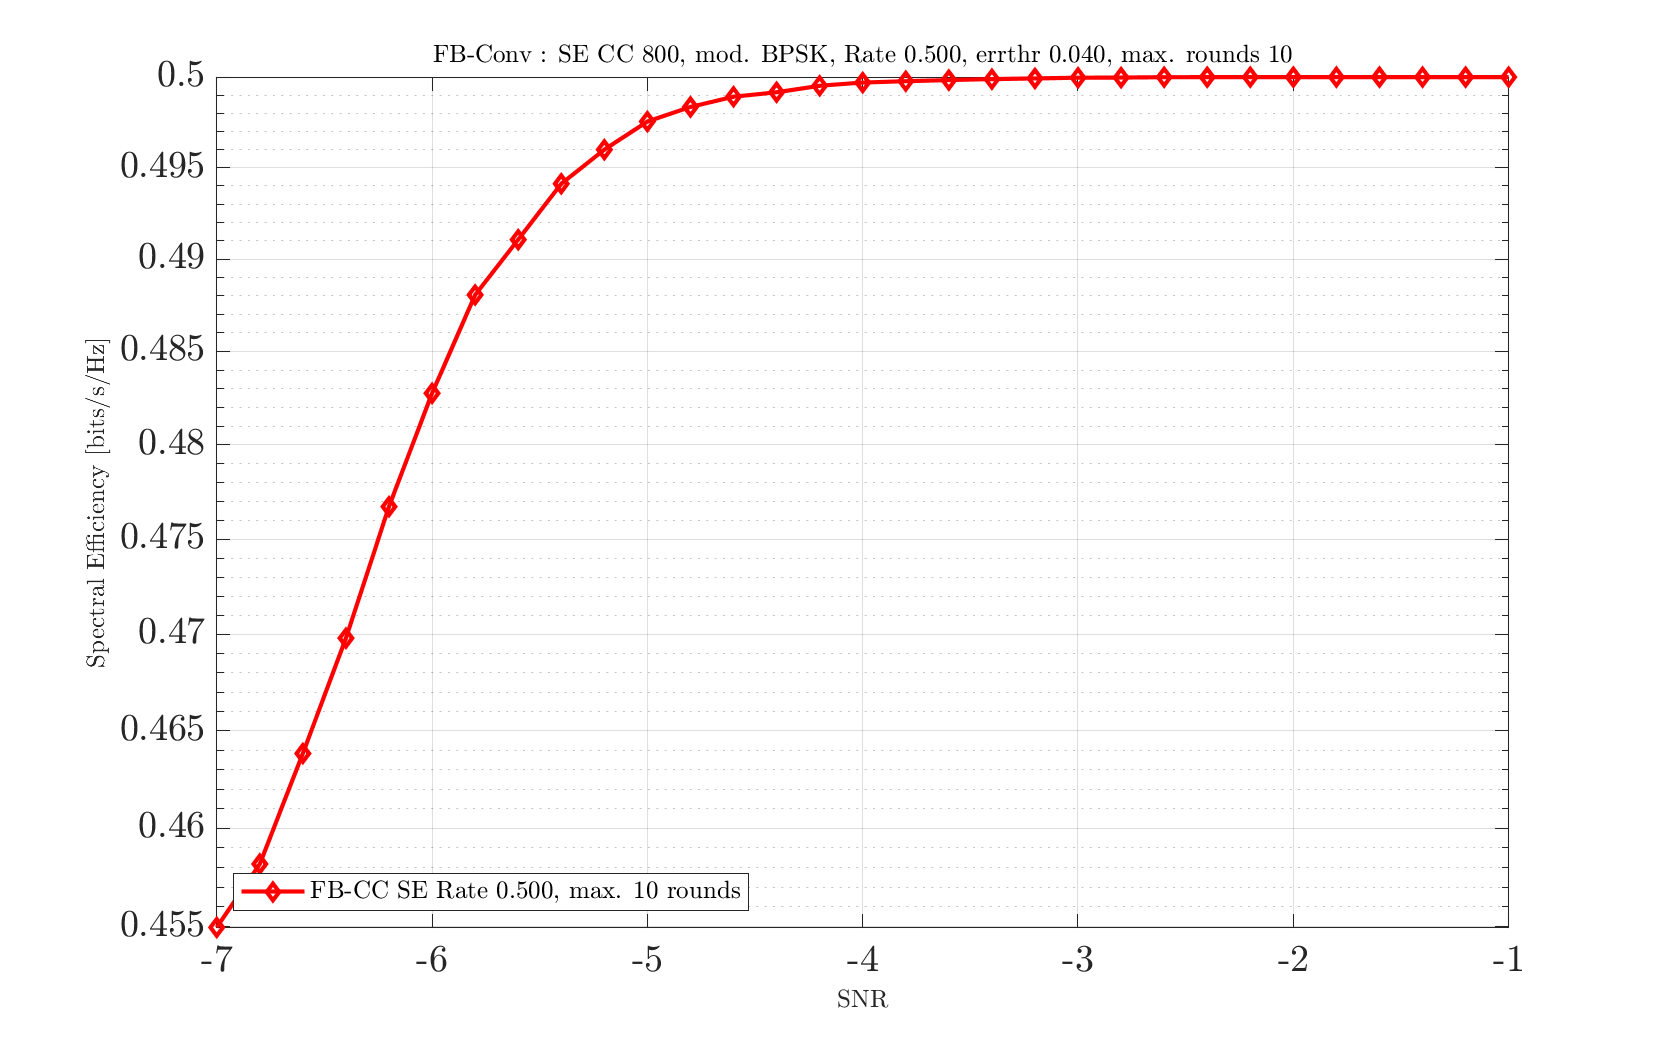 FB-Conv : SE CC 800, mod. BPSK, Rate 0.500, errthr 0.040, max. rounds 10
0.5
0.495
0.49
0.485
0.48
0.475
0.47
0.465
0.46
0.455
Spectral Efficiency [bits/s/Hz]
FB-CC SE Rate 0.500, max. 10 rounds
-7 -6 -5 -4 -3 -2 -1
SNR